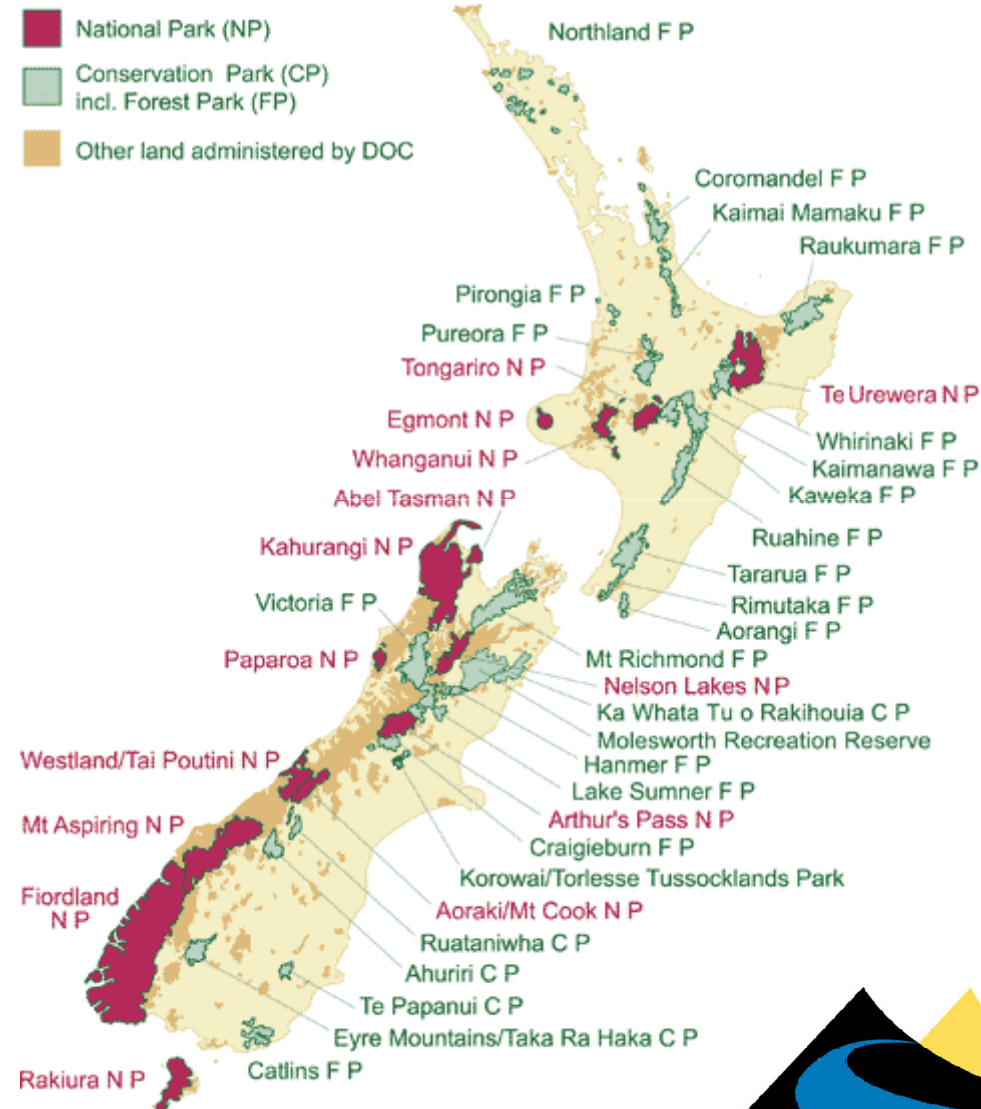 National Park (NP)
Conservation Park (CP)
incl. Forest Park (FP)
Other land administered by DOC
Northland F P
Coromandel F P
Kaimai Mamaku F P
Raukumara F P
Pirongia F P
Pureora F P
Tongariro N P
Te Urewera N P
Egmont N P
Whirinaki F P
Whanganui N P
Kaimanawa F P
Kaweka F P
Abel Tasman N P
Ruahine F P
Kahurangi N P
Tararua F P
Victoria F P
Rimutaka F P
Aorangi F P
Paparoa N P
Mt Richmond F P
Nelson Lakes N P
Ka Whata Tu o Rakihouia C P
Molesworth Recreation Reserve
Westland/Tai Poutini N P
Hanmer F P
Lake Sumner F P
Mt Aspiring N P
Arthur's Pass N P
Craigieburn F P
Korowai/Torlesse Tussocklands Park
Fiordland
N P
Aoraki/Mt Cook N P
Ruataniwha C P
Ahuriri C P
Te Papanui C P
Eyre Mountains/Taka Ra Haka C P
Catlins F P
Rakiura N P